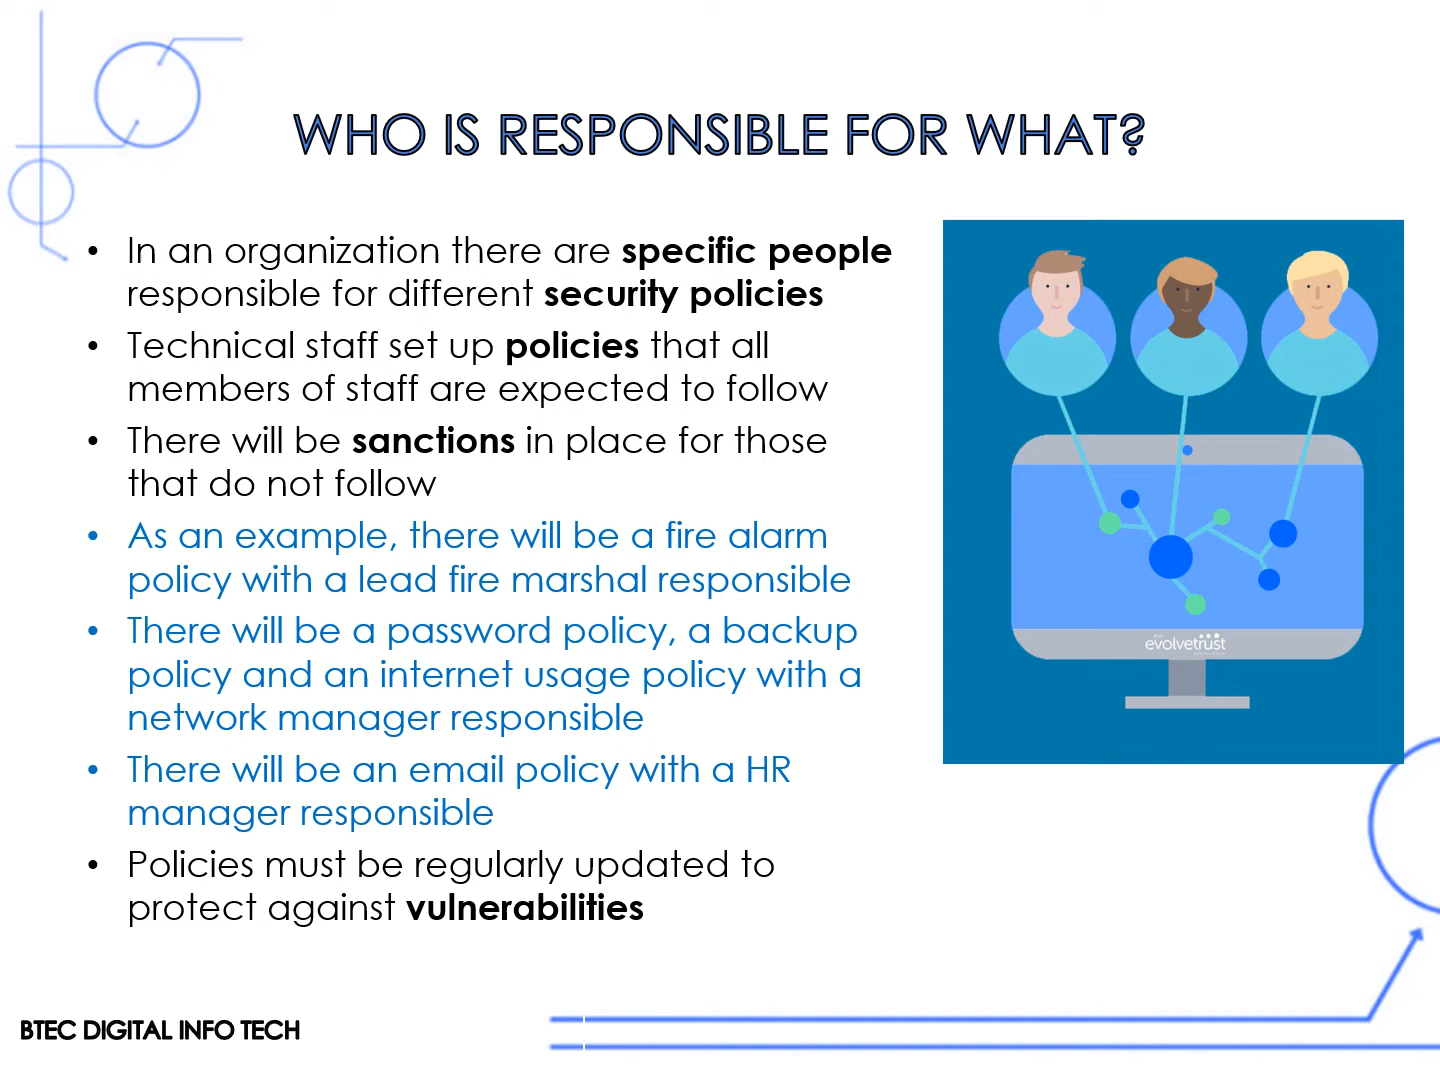 WHO IS RESPONSIBLE FOR WHAT?
• In an organization there are specific people
responsible for different security policies
• Technical staff set up policies that all
members of staff are expected to follow
• There will be sanctions in place for those
that do not follow
• As an example, there will be a fire alarm
policy with a lead fire marshal responsible
• There will be a password policy, a backup
policy and an internet usage policy with a
network manager responsible
• There will be an email policy with a HR
manager responsible
• Policies must be regularly updated to
protect against vulnerabilities
evolvetrust
BTEC DIGITAL INFO TECH